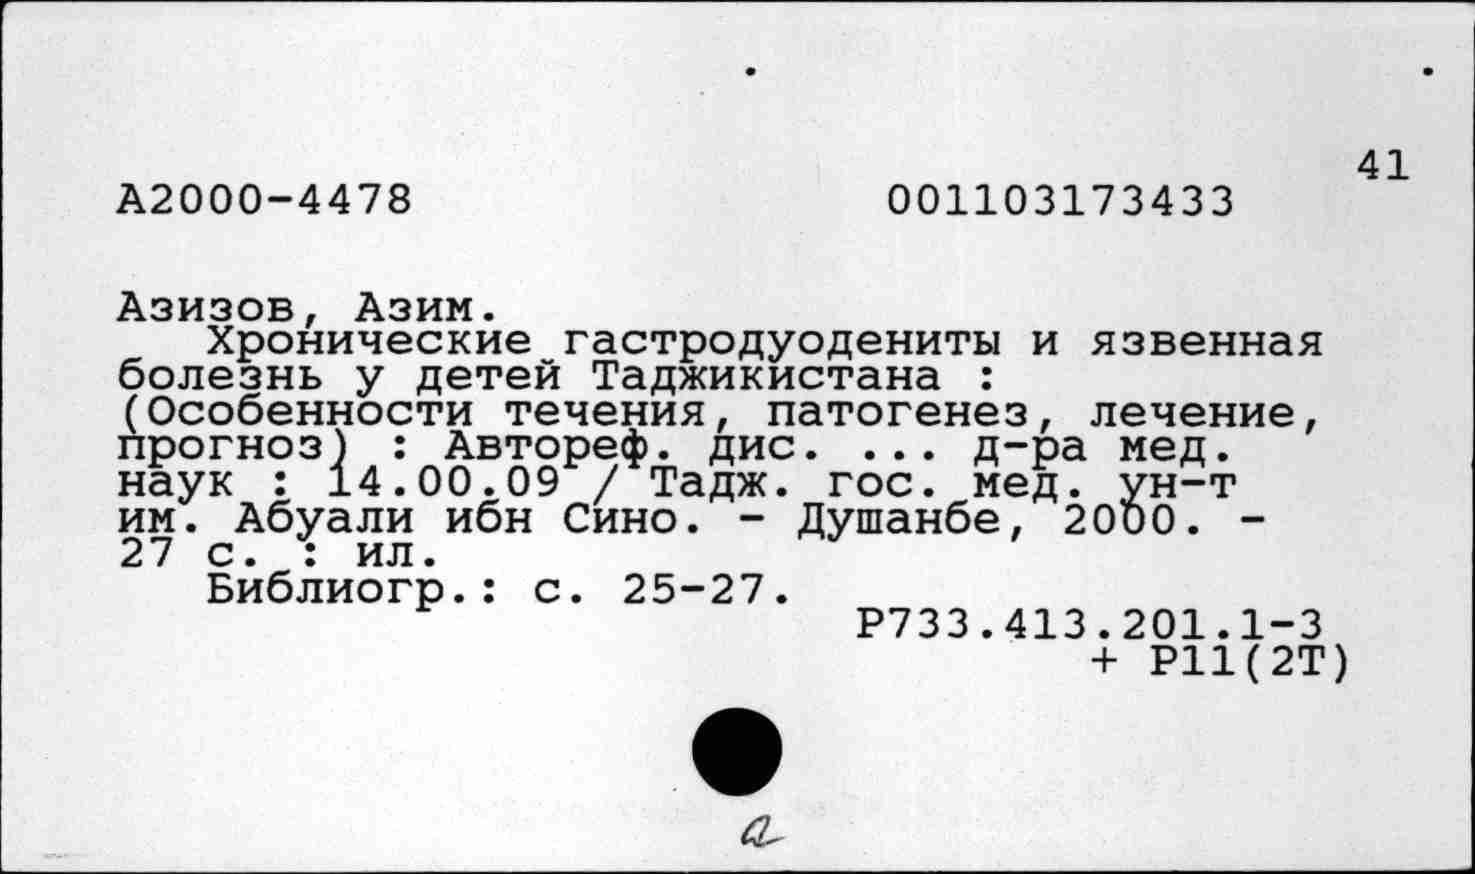 41
А2000-4478 001103173433
Азизов, Азим.
Хронические гастродуодениты и язвенная
болезнь у детей Таджикистана :
(Особенности течения, патогенез, лечение,
прогноз) : Автореф. дис. ... д-ра мед.
наук : 14.00.09 / Тадж. гос. мед. ун-т
им. Абуали ибн Сино. - Душанбе, 2000. -
27 с. : ил.
Библиогр.: с. 25-27.
Р733.413.201.1-3
+ Р11(2Т)
а